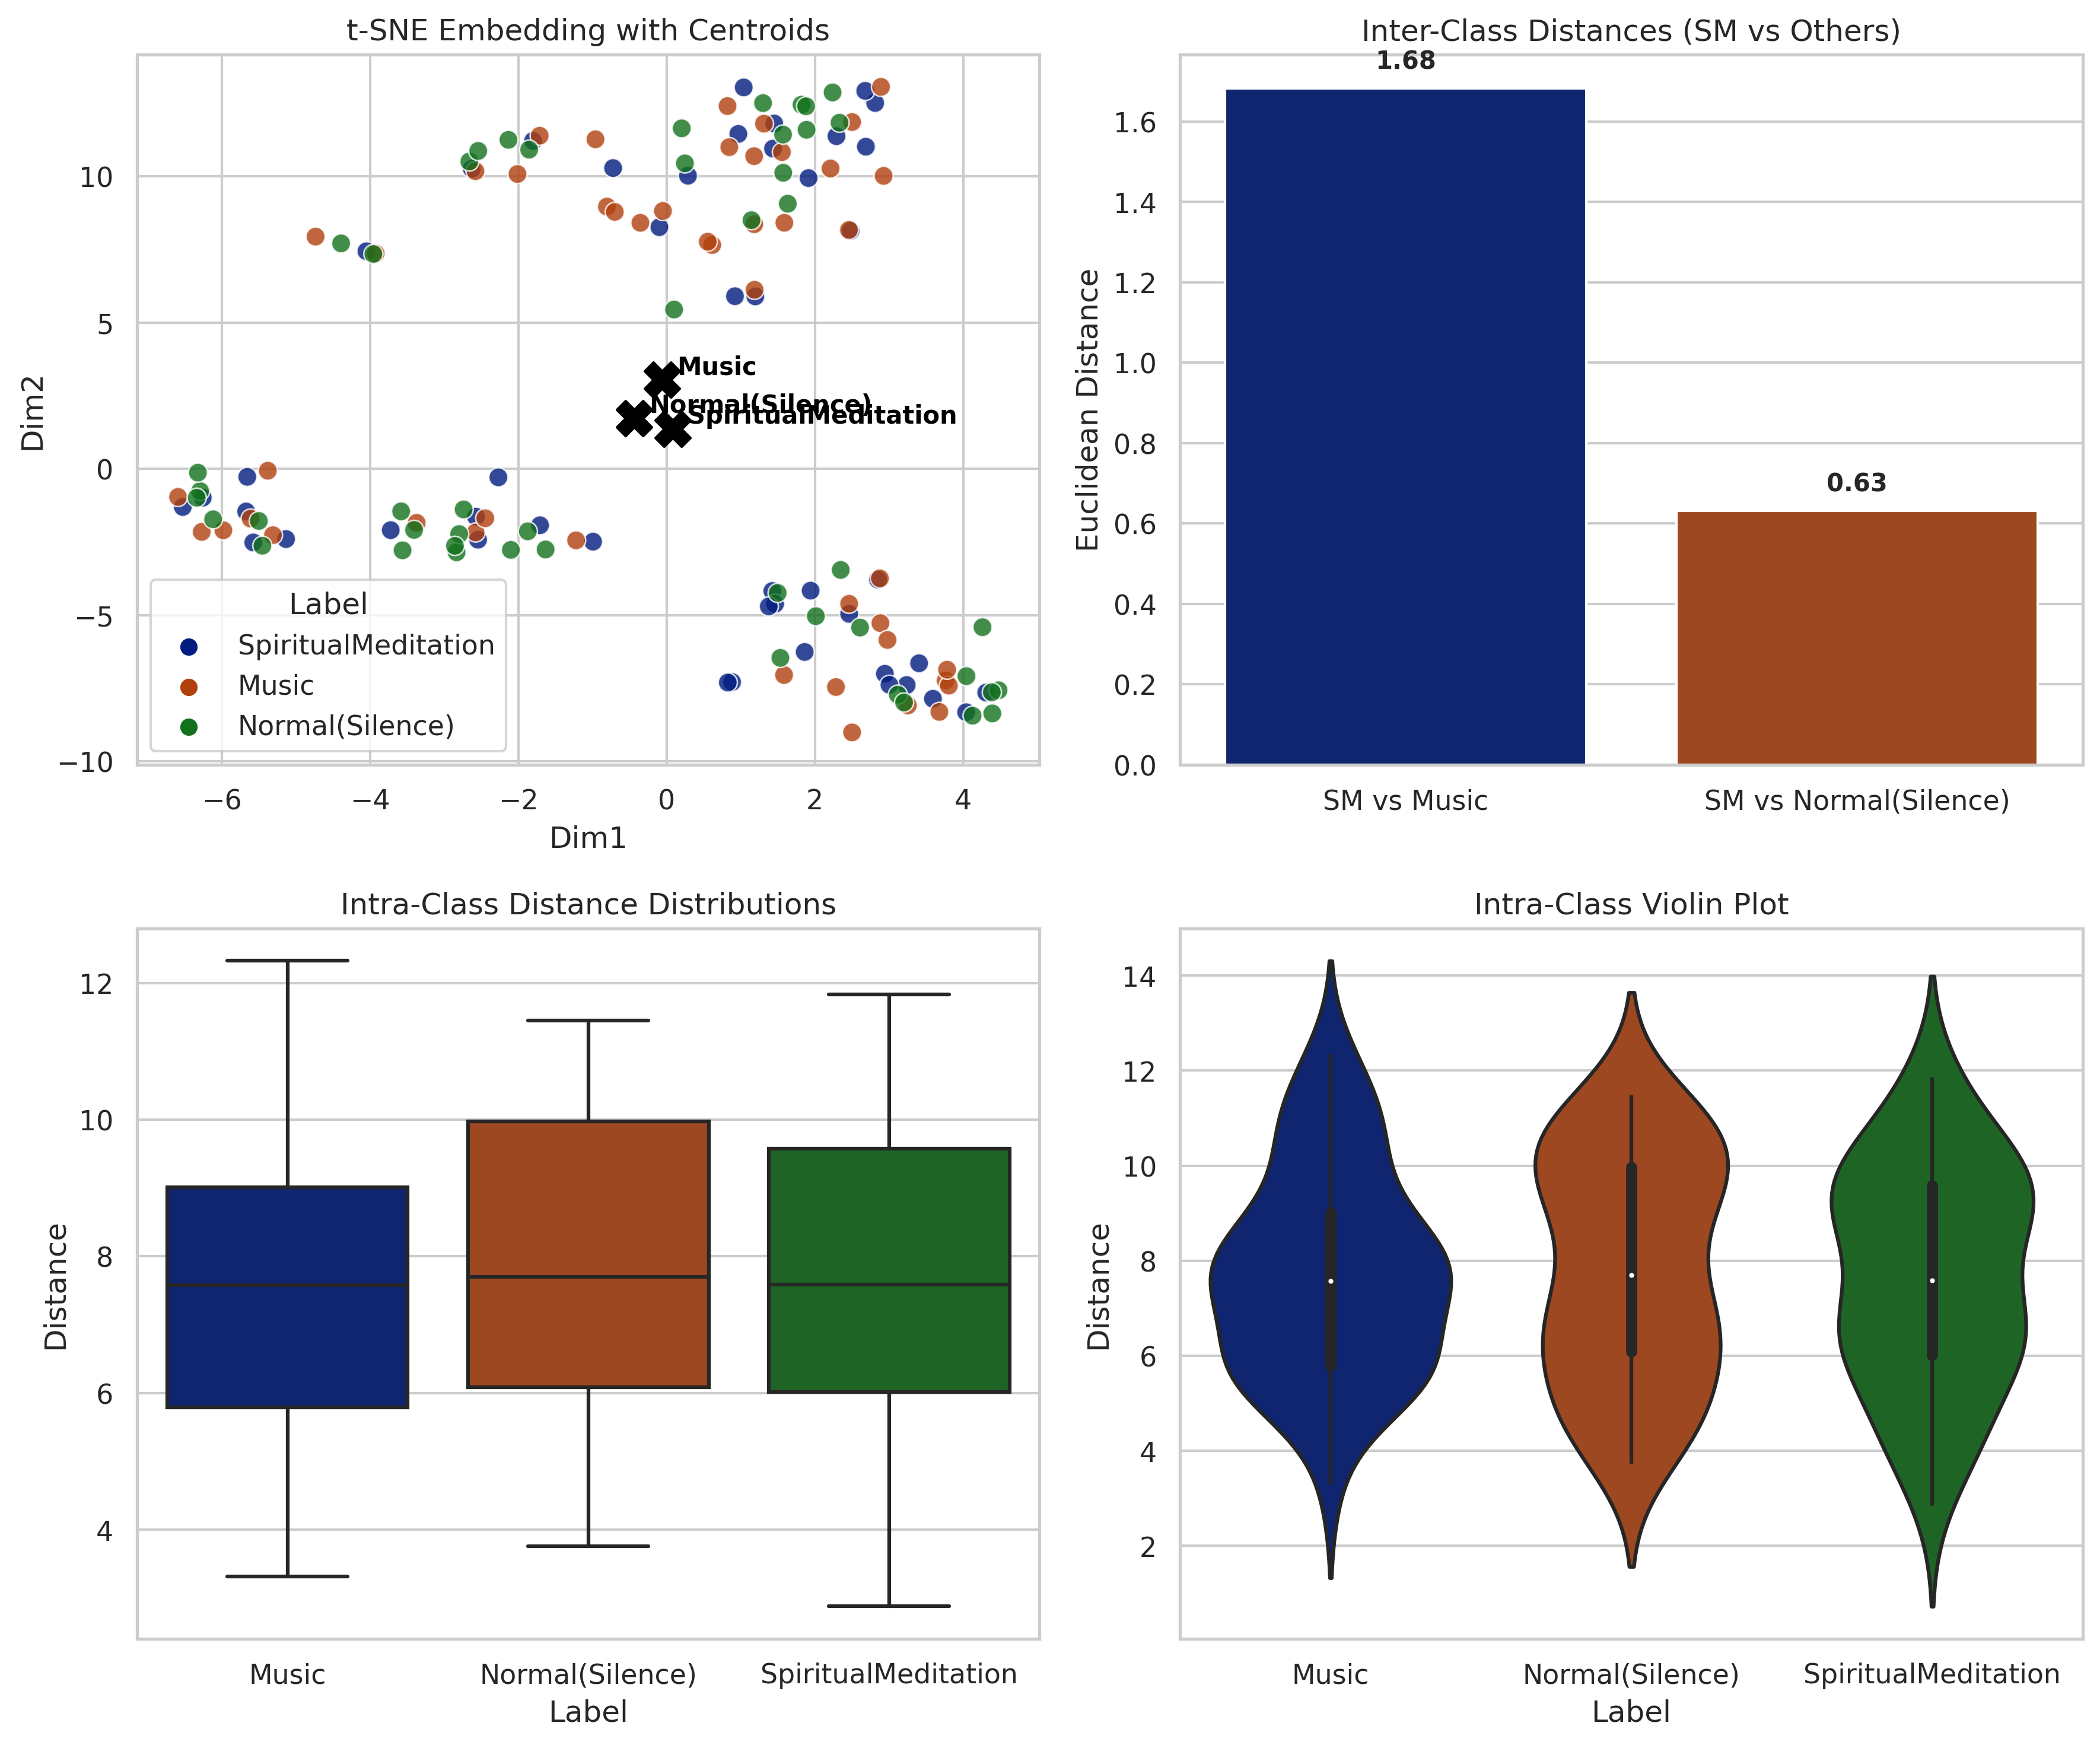 t-SNE Embedding with Centroids
10
5
0
−5
−10
Dim2
Music
Normal(Silence)
SpiritualMeditation
Label
SpiritualMeditation
Music
Normal(Silence)
−6 −4 −2 0 2 4
Dim1
Inter-Class Distances (SM vs Others)
1.68
0.63
1.6
1.4
1.2
1.0
0.8
0.6
0.4
0.2
0.0
Euclidean Distance
SM vs Music SM vs Normal(Silence)
Intra-Class Distance Distributions
12
10
8
6
4
Distance
Music Normal(Silence) SpiritualMeditation
Label
Intra-Class Violin Plot
14
12
10
8
6
4
2
Distance
Music Normal(Silence) SpiritualMeditation
Label